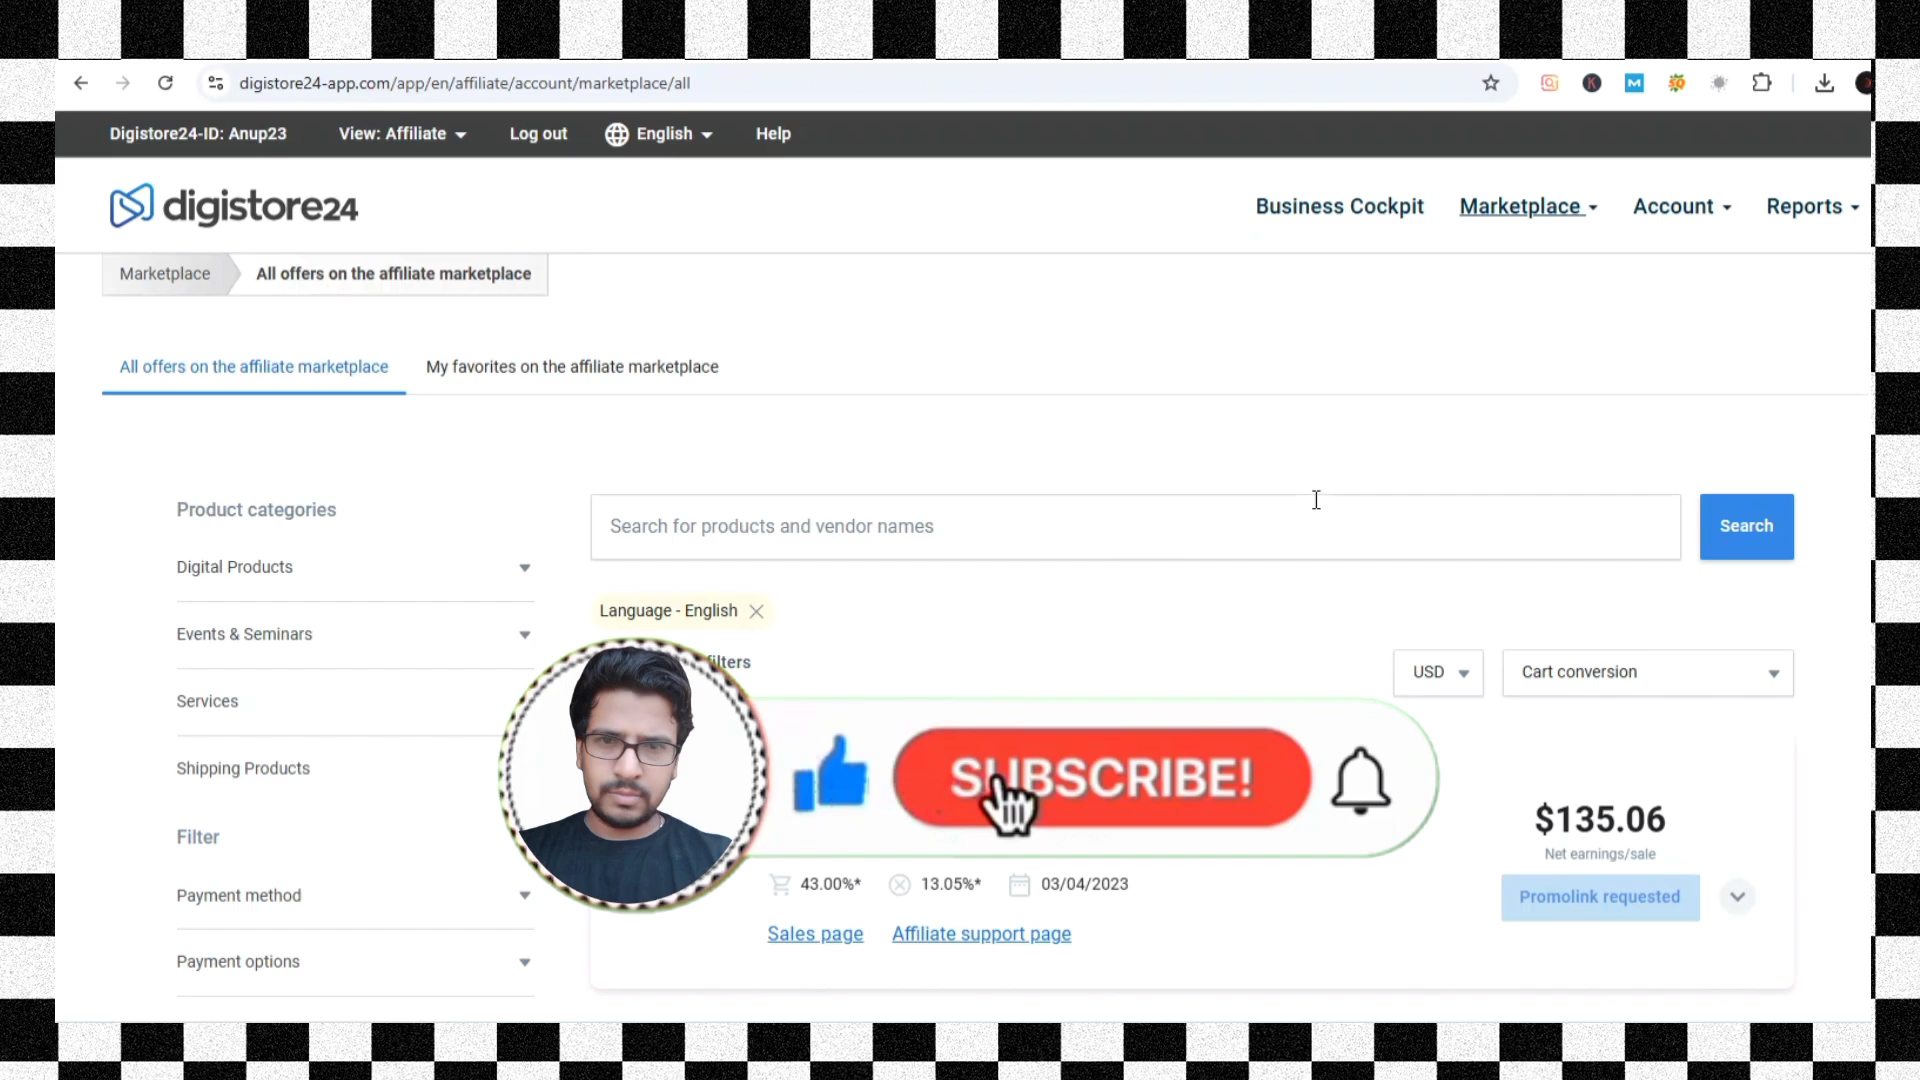 digistore24-app.com/app/en/affiliate/account/marketplace/all
Digistore24-ID: Anup23 View: Affiliate Log out English Help
digistore24
Business Cockpit Marketplace Account Reports
Marketplace All offers on the affiliate marketplace
All offers on the affiliate marketplace My favorites on the affiliate marketplace
Product categories
Digital Products
Events & Seminars
Services
Shipping Products
Filter
Payment method
Payment options
Search for products and vendor names
Search
Language - English
filters
USD
Cart conversion
SUBSCRIBE!
43.00%* 13.05%* 03/04/2023
Sales page Affiliate support page
$135.06
Net earnings/sale
Promolink requested